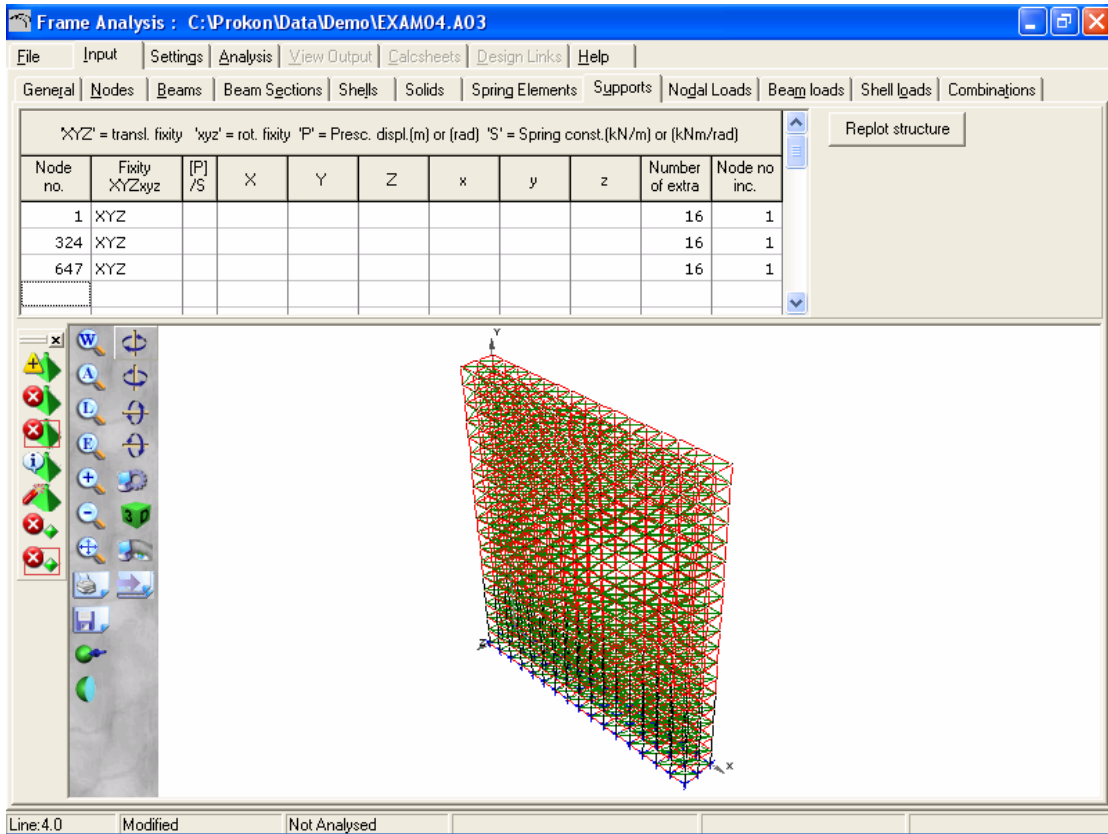 Frame Analysis : C:\Prokon\Data\Demo\EXAM04.A03
File Input Settings Analysis View Output Calcsheets Design Links Help
General Nodes Beams Beam Sections Shells Solids Spring Elements Supports Nodal Loads Beam loads Shell loads Combinations
'XYZ' = transl. fixity 'xyz' = rot. fixity 'P' = Presc. displ.(m) or (rad) 'S' = Spring const.(kN/m) or (kNm/rad)
Replot structure
Node no. Fixity XYZxyz [P] /S X Y Z x y z Number of extra Node no inc.
1 XYZ 16 1
324 XYZ 16 1
647 XYZ 16 1
W
A
L
E
3D
Y
Z
X
Line:4.0 Modified Not Analysed